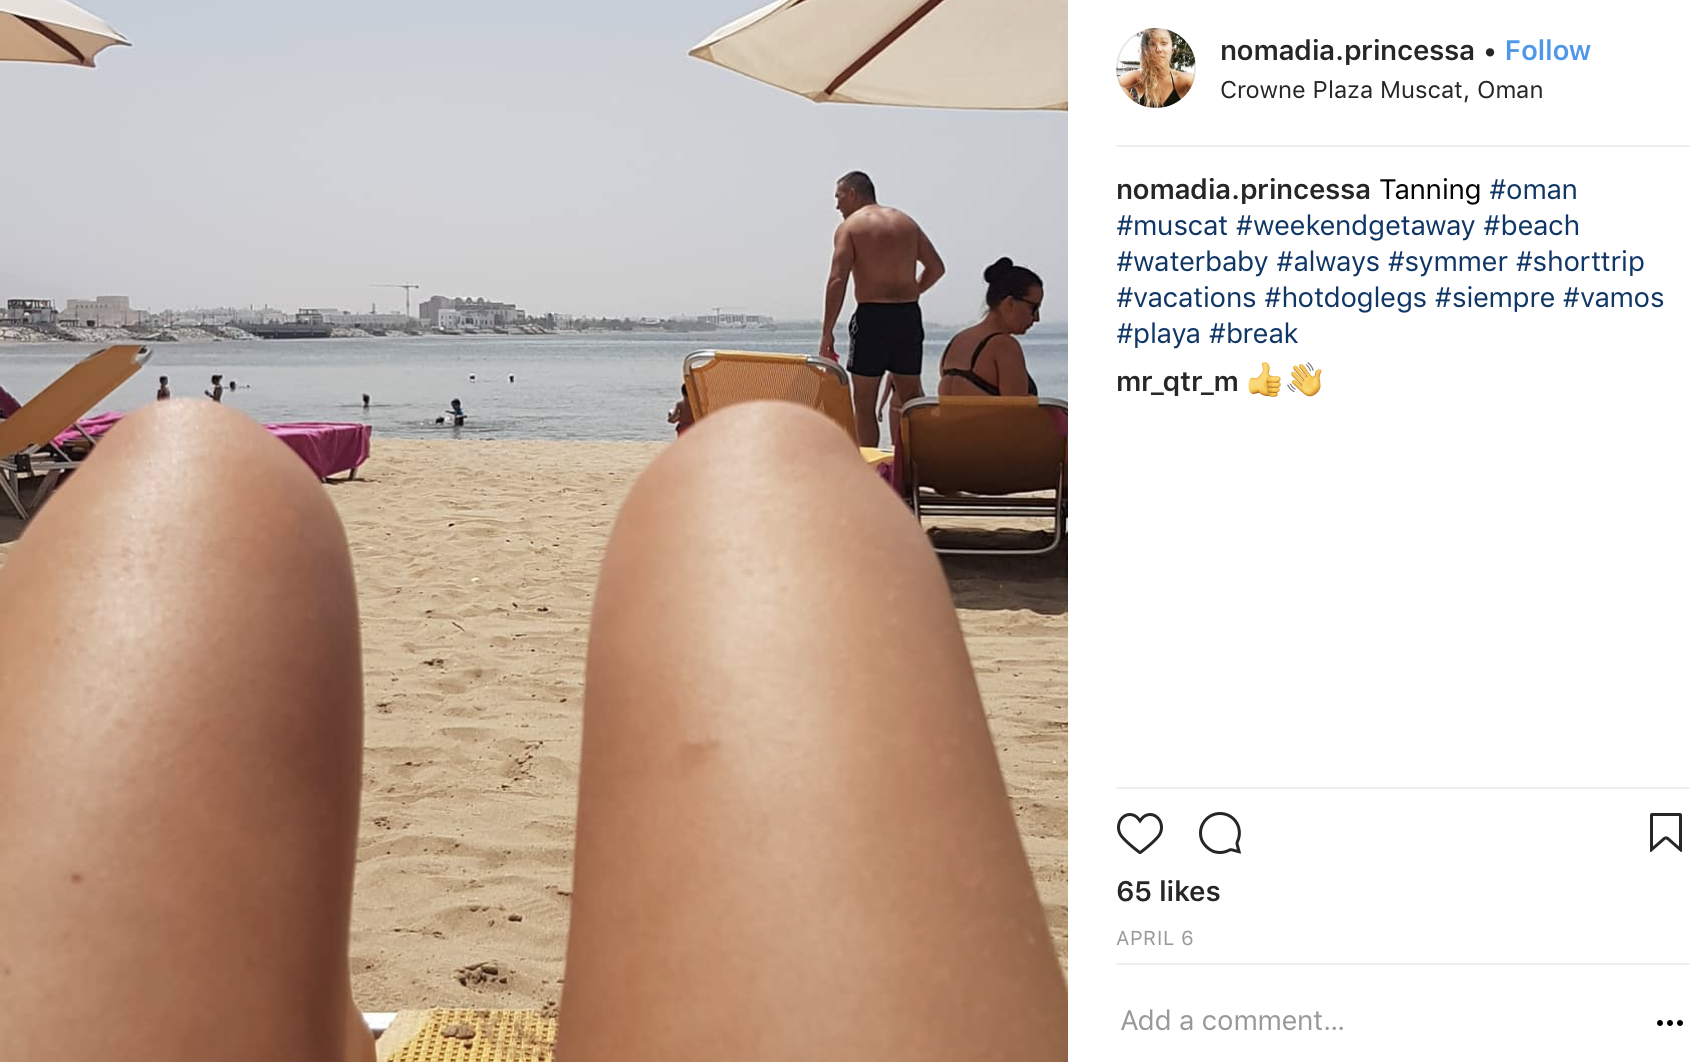 nomadia.princessa • Follow
Crowne Plaza Muscat, Oman
nomadia.princessa Tanning #oman
#muscat #weekendgetaway #beach
#waterbaby #always #symmer #shorttrip
#vacations #hotdoglegs #siempre #vamos
#playa #break
mr_qtr_m 👍👋
65 likes
APRIL 6
Add a comment...